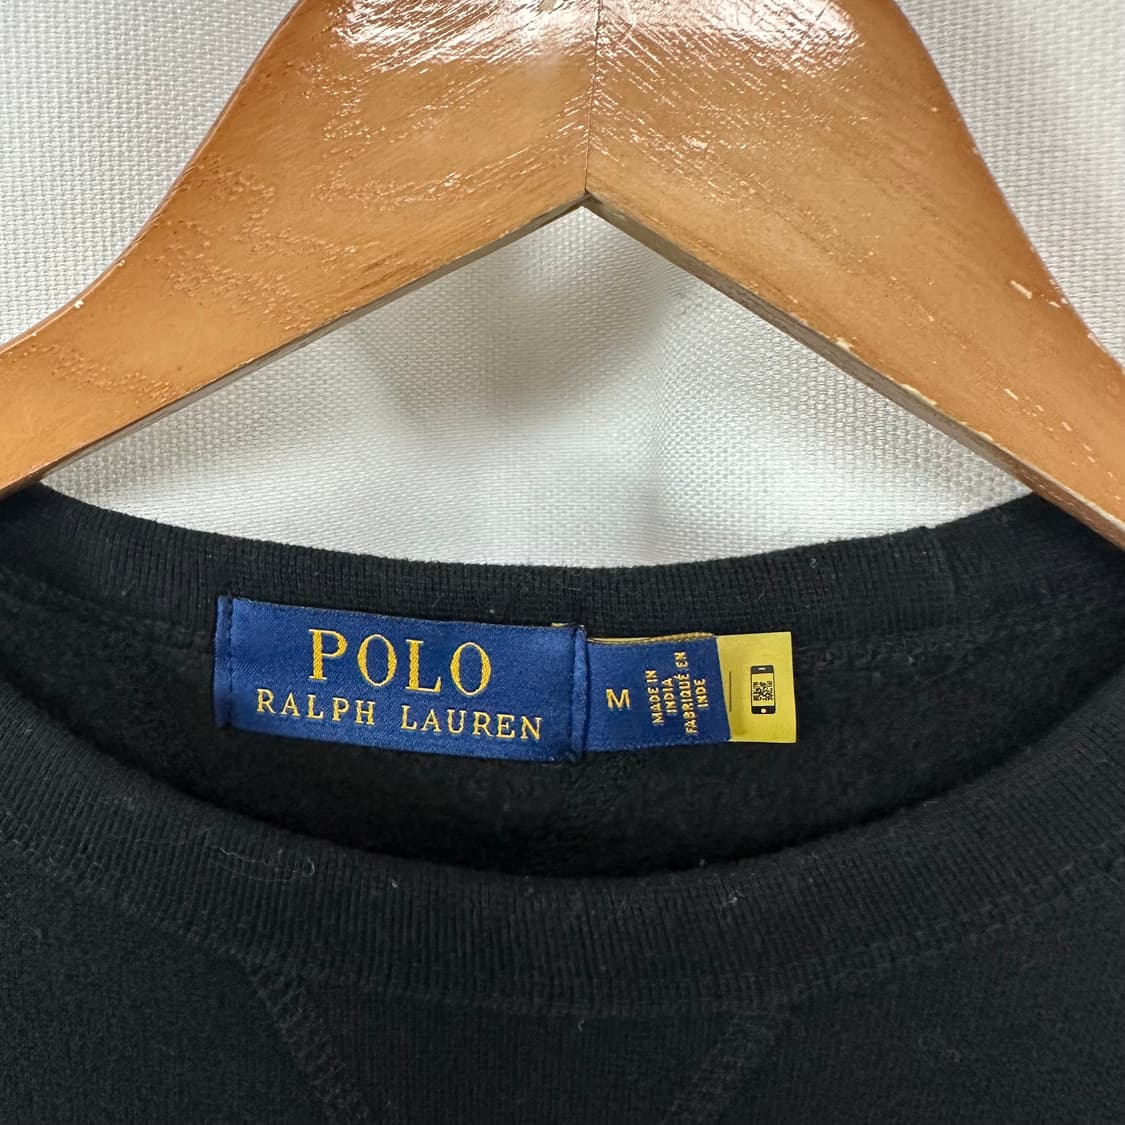 POLO
RALPH LAUREN
M
MADE IN
INDIA
FABRIQUÉ EN
INDE